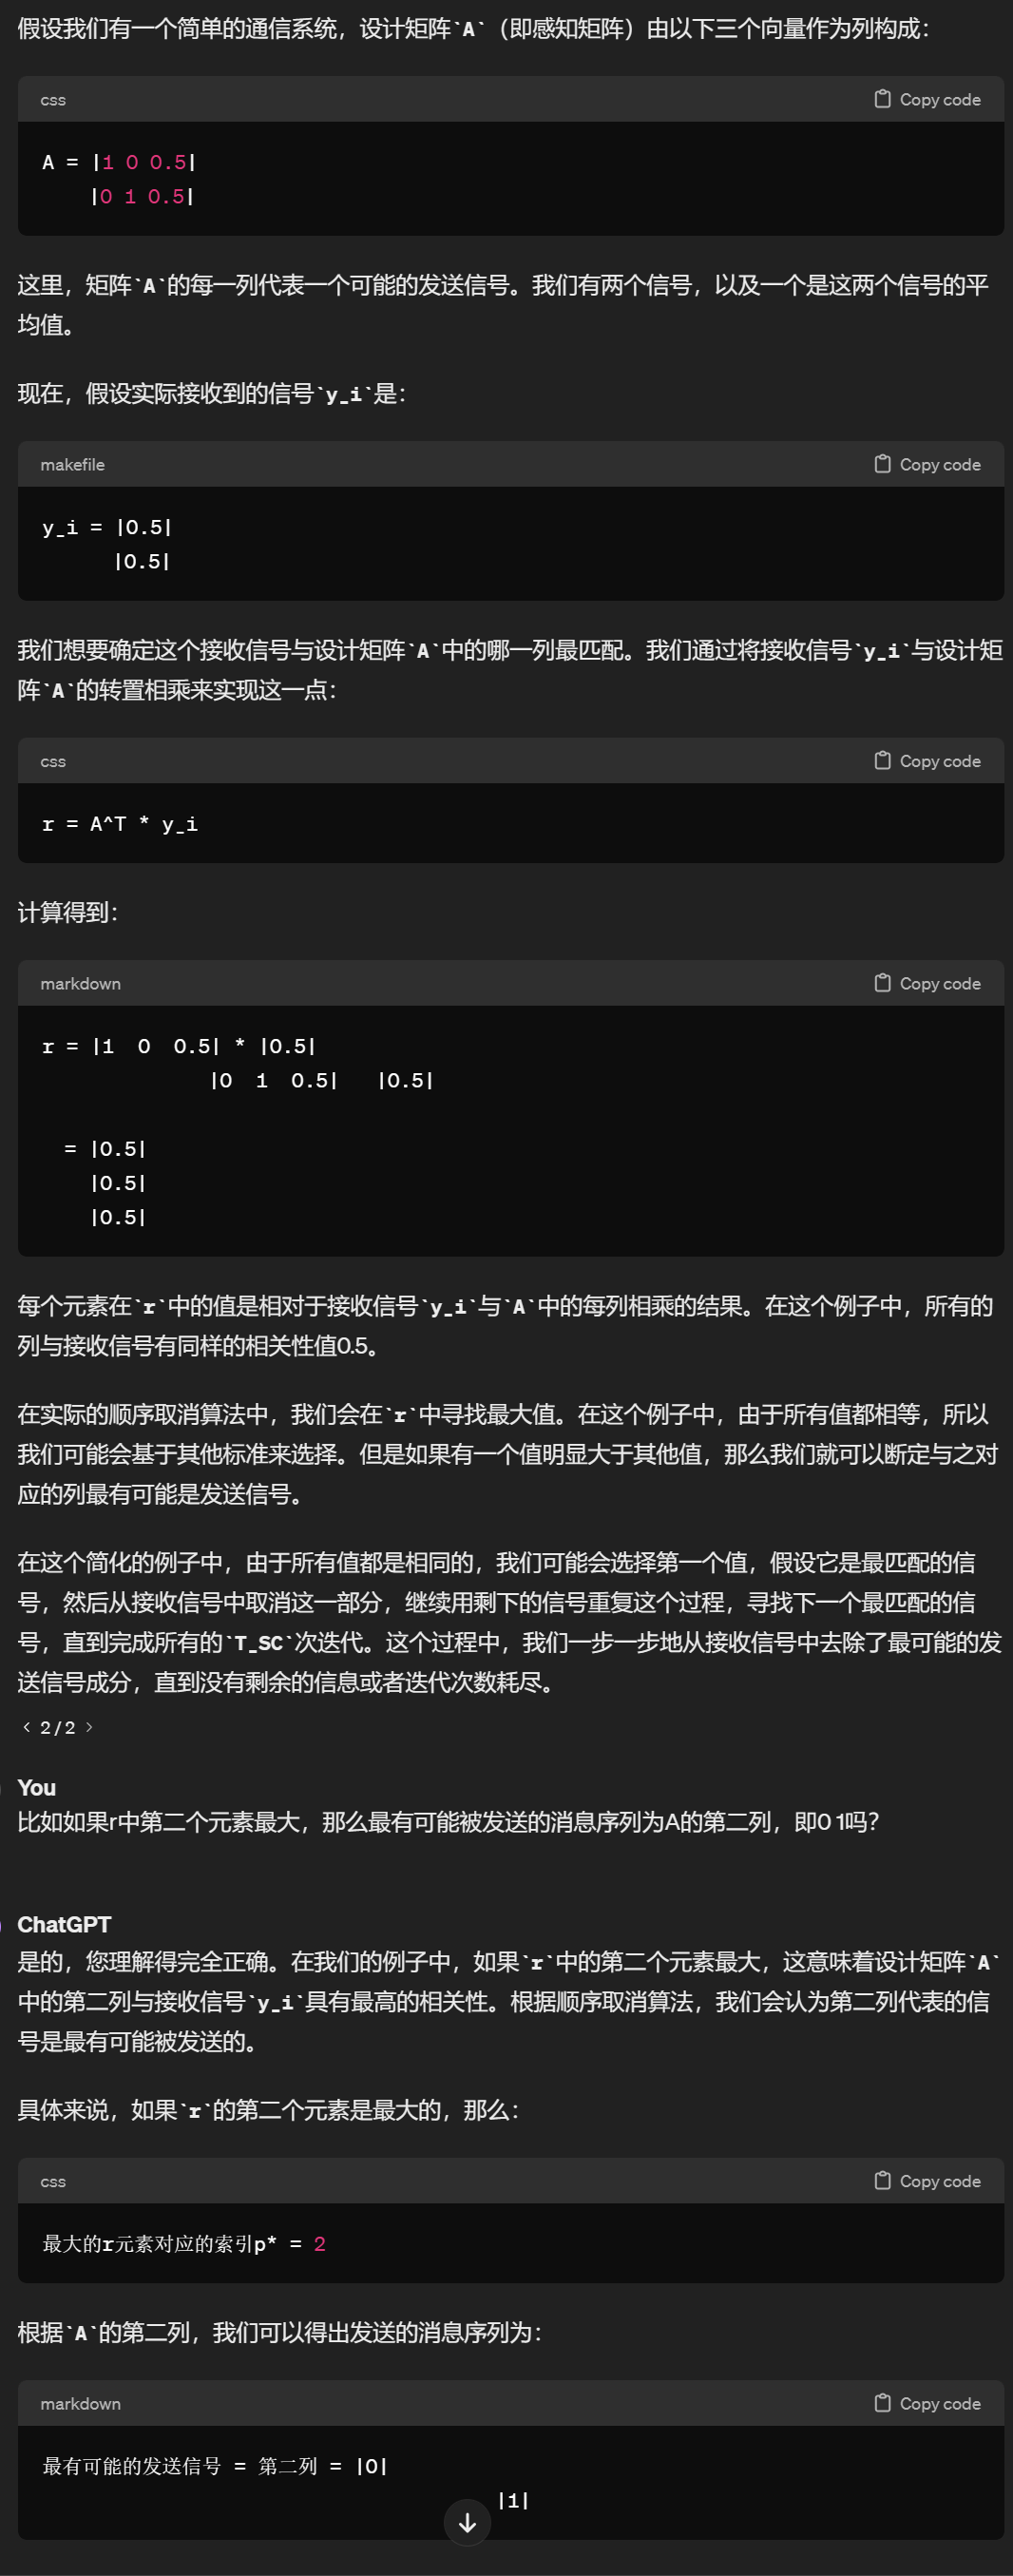 假设我们有一个简单的通信系统，设计矩阵`A`（即感知矩阵）由以下三个向量作为列构成：
css
Copy code
A = |1 0 0.5|
|0 1 0.5|
这里，矩阵`A`的每一列代表一个可能的发送信号。我们有两个信号，以及一个是这两个信号的平
均值。
现在，假设实际接收到的信号`y_i`是：
makefile
Copy code
y_i = |0.5|
|0.5|
我们想要确定这个接收信号与设计矩阵`A`中的哪一列最匹配。我们通过将接收信号`y_i`与设计矩
阵`A`的转置相乘来实现这一点：
css
Copy code
r = A^T * y_i
计算得到：
markdown
Copy code
r = |1  0  0.5| * |0.5|
|0  1  0.5|   |0.5|
= |0.5|
|0.5|
|0.5|
每个元素在`r`中的值是相对于接收信号`y_i`与`A`中的每列相乘的结果。在这个例子中，所有的
列与接收信号有同样的相关性值0.5。
在实际的顺序取消算法中，我们会在`r`中寻找最大值。在这个例子中，由于所有值都相等，所以
我们可能会基于其他标准来选择。但是如果有一个值明显大于其他值，那么我们就可以断定与之对
应的列最有可能是发送信号。
在这个简化的例子中，由于所有值都是相同的，我们可能会选择第一个值，假设它是最匹配的信
号，然后从接收信号中取消这一部分，继续用剩下的信号重复这个过程，寻找下一个最匹配的信
号，直到完成所有的`T_SC`次迭代。这个过程中，我们一步一步地从接收信号中去除了最可能的发
送信号成分，直到没有剩余的信息或者迭代次数耗尽。
2/2
You
比如如果r中第二个元素最大，那么最有可能被发送的消息序列为A的第二列，即0 1吗？
ChatGPT
是的，您理解得完全正确。在我们的例子中，如果`r`中的第二个元素最大，这意味着设计矩阵`A`
中的第二列与接收信号`y_i`具有最高的相关性。根据顺序取消算法，我们会认为第二列代表的信
号是最有可能被发送的。
具体来说，如果`r`的第二个元素是最大的，那么：
css
Copy code
最大的r元素对应的索引p* = 2
根据`A`的第二列，我们可以得出发送的消息序列为：
markdown
Copy code
最有可能的发送信号 = 第二列 = |0|
|1|